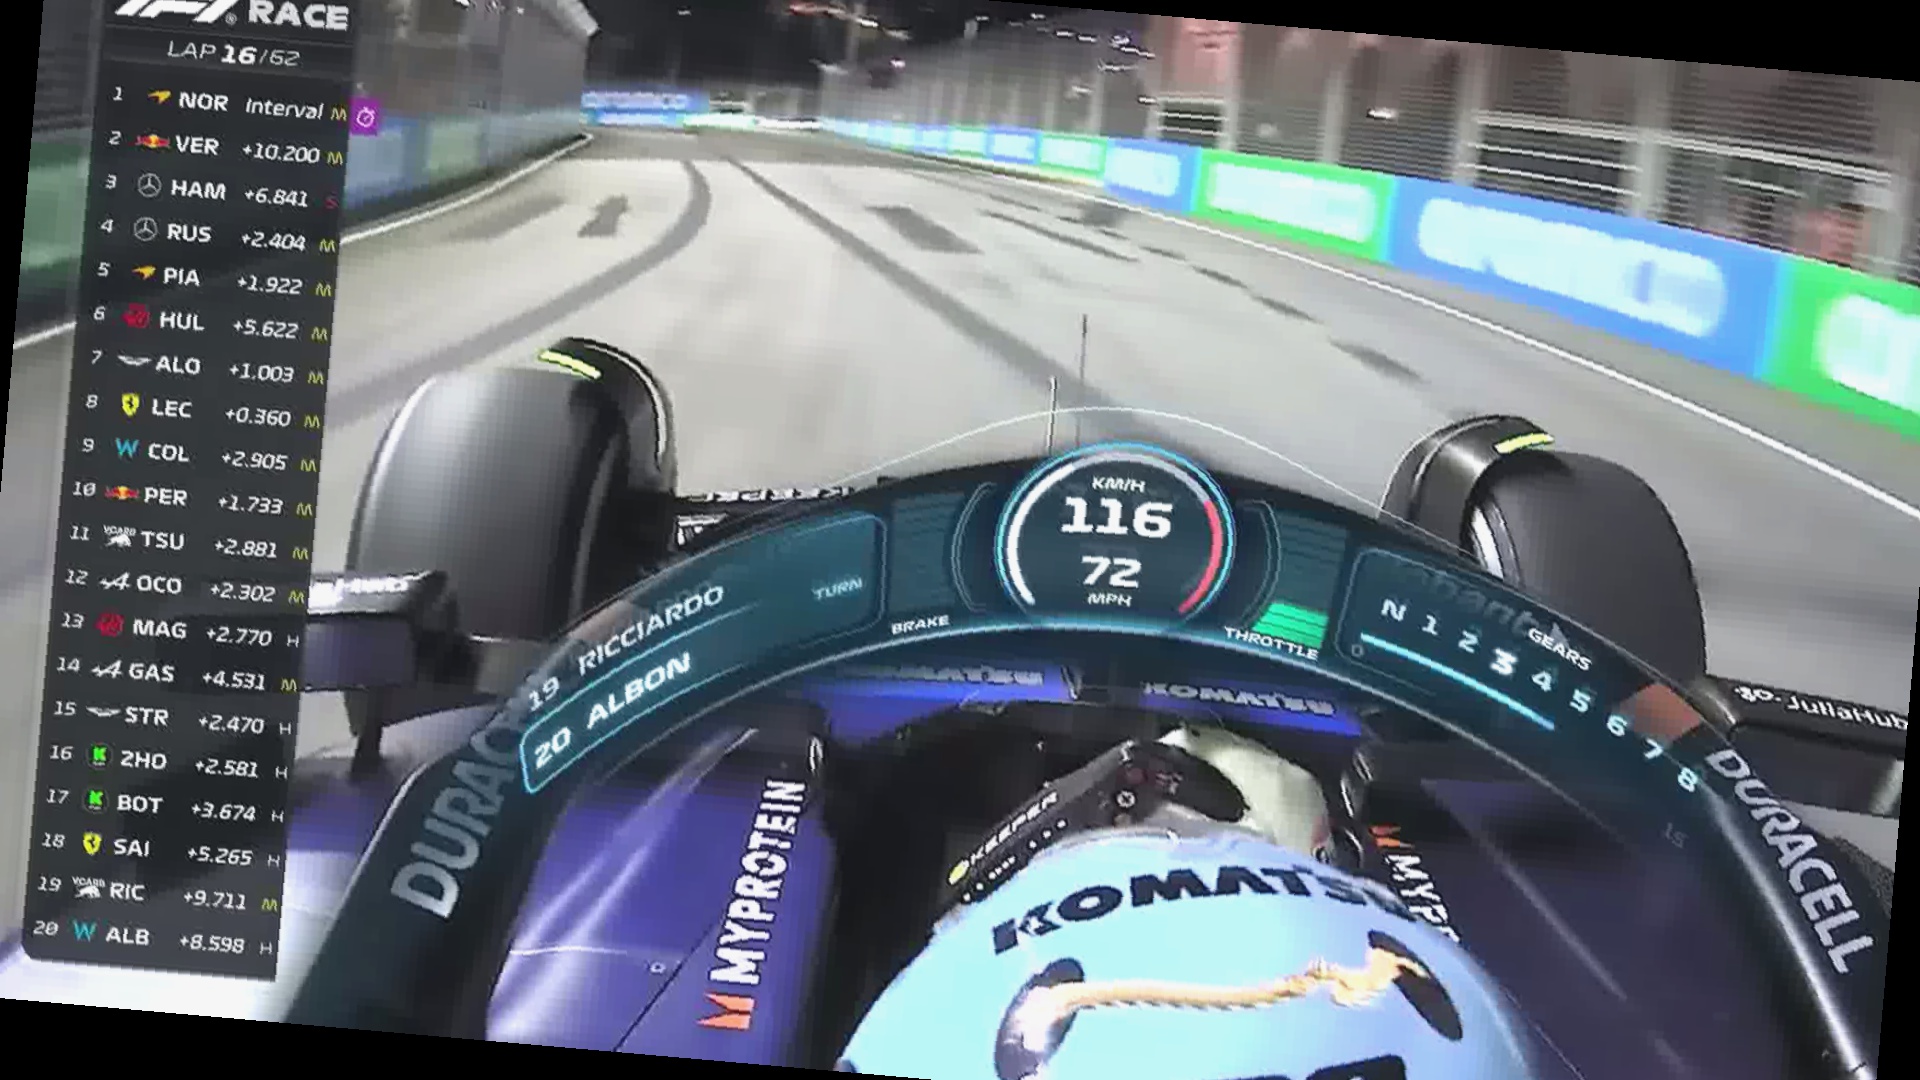 F1® RACE
LAP 16/62
1 NOR Interval M
2 VER +10.200 M
3 HAM +6.841 S
4 RUS +2.404 M
5 PIA +1.922 M
6 HUL +5.622 M
7 ALO +1.003 M
8 LEC +0.360 M
9 COL +2.905 M
10 PER +1.733 M
11 TSU +2.881 M
12 OCO +2.302 M
13 MAG +2.770 H
14 GAS +4.531 M
15 STR +2.470 H
16 ZHO +2.581 H
17 BOT +3.674 H
18 SAI +5.265 H
19 RIC +9.711 M
20 ALB +8.598 H
KM/H
116
72
MPH
TURN
BRAKE
THROTTLE
GEARS
N 1 2 3 4 5 6 7 8
0
15
19 RICCIARDO
20 ALBON
KOMATSU
KOMATSU
JuliaHub
DURACELL
DURACELL
MYPROTEIN
KEEPER
KOMATSU